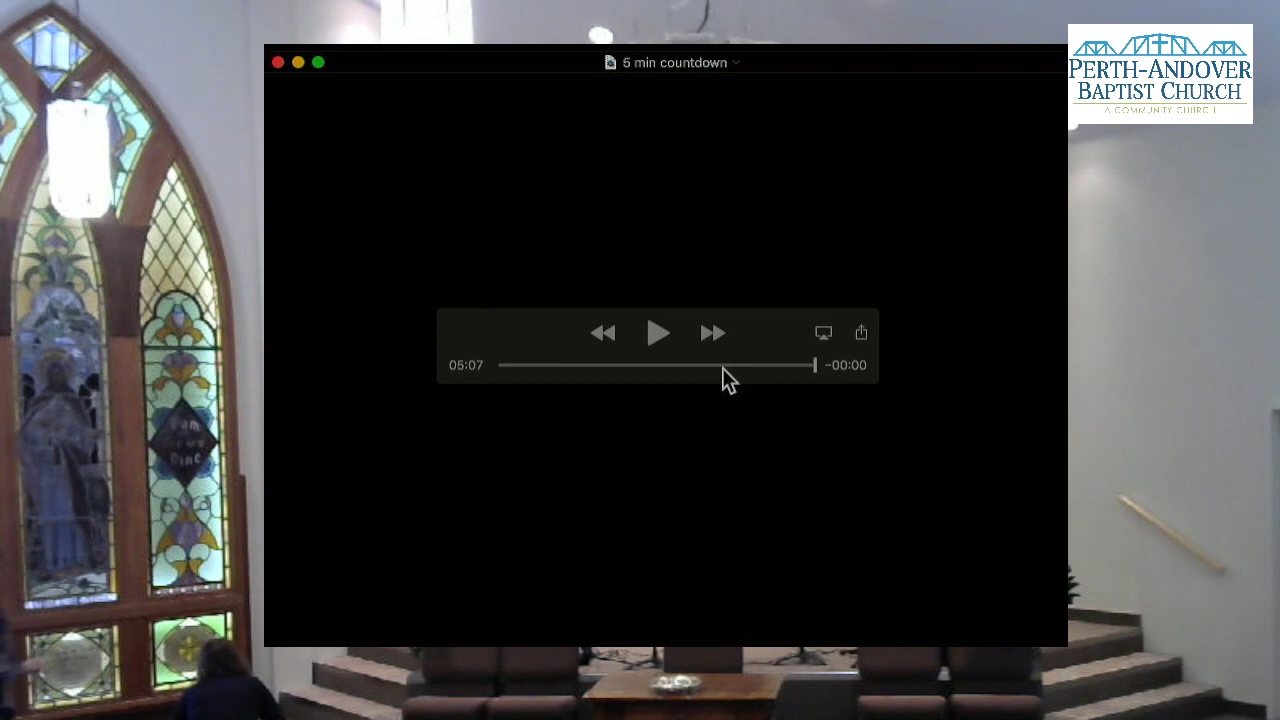 5 min countdown
PERTH-ANDOVER
BAPTIST CHURCH
A COMMUNITY CHURCH
05:07
-00:00